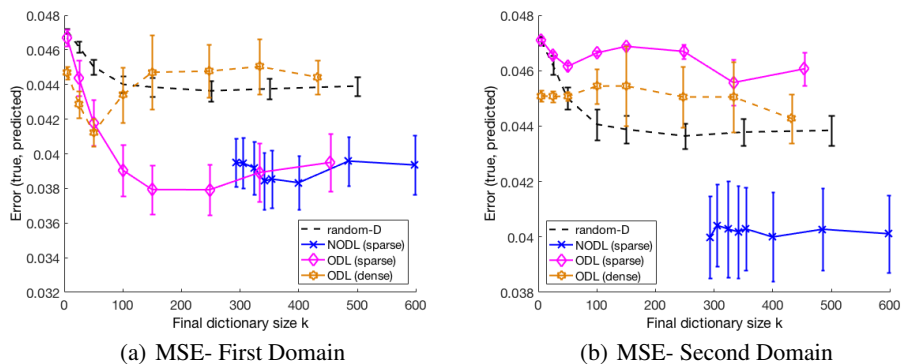 0.048
0.046
0.044
0.042
0.04
0.038
0.036
0.034
0.032
Error (true, predicted)
0 100 200 300 400 500 600
Final dictionary size k
random-D
NODL (sparse)
ODL (sparse)
ODL (dense)
(a) MSE- First Domain
0.048
0.046
0.044
0.042
0.04
0.038
Error (true, predicted)
0 100 200 300 400 500 600
Final dictionary size k
random-D
NODL (sparse)
ODL (sparse)
ODL (dense)
(b) MSE- Second Domain